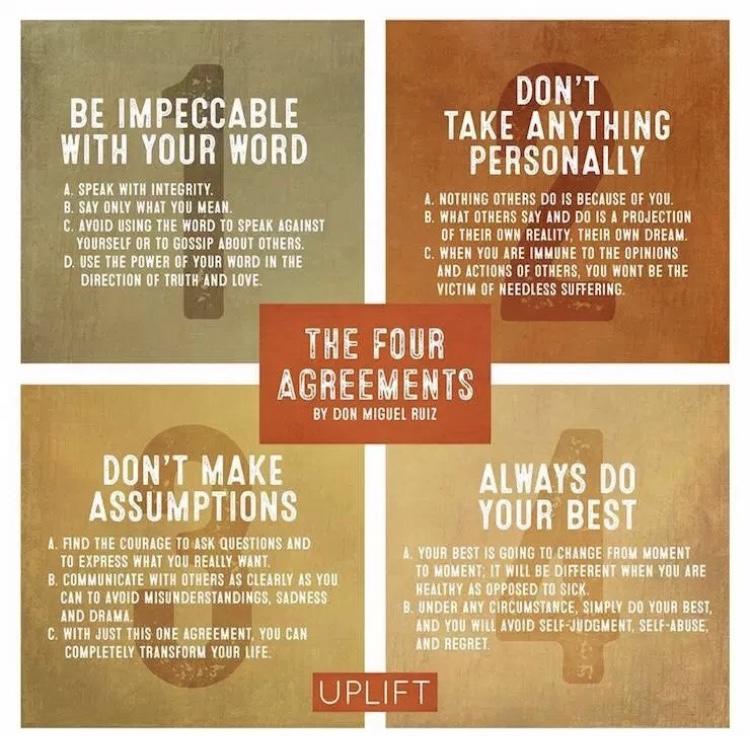 BE IMPECCABLE
WITH YOUR WORD
A. SPEAK WITH INTEGRITY.
B. SAY ONLY WHAT YOU MEAN.
C. AVOID USING THE WORD TO SPEAK AGAINST
YOURSELF OR TO GOSSIP ABOUT OTHERS.
D. USE THE POWER OF YOUR WORD IN THE
DIRECTION OF TRUTH AND LOVE.
1
DON'T
TAKE ANYTHING
PERSONALLY
A. NOTHING OTHERS DO IS BECAUSE OF YOU.
B. WHAT OTHERS SAY AND DO IS A PROJECTION
OF THEIR OWN REALITY, THEIR OWN DREAM.
C. WHEN YOU ARE IMMUNE TO THE OPINIONS
AND ACTIONS OF OTHERS, YOU WONT BE THE
VICTIM OF NEEDLESS SUFFERING.
2
THE FOUR
AGREEMENTS
BY DON MIGUEL RUIZ
DON'T MAKE
ASSUMPTIONS
A. FIND THE COURAGE TO ASK QUESTIONS AND
TO EXPRESS WHAT YOU REALLY WANT.
B. COMMUNICATE WITH OTHERS AS CLEARLY AS YOU
CAN TO AVOID MISUNDERSTANDINGS, SADNESS
AND DRAMA.
C. WITH JUST THIS ONE AGREEMENT, YOU CAN
COMPLETELY TRANSFORM YOUR LIFE.
3
ALWAYS DO
YOUR BEST
A. YOUR BEST IS GOING TO CHANGE FROM MOMENT
TO MOMENT; IT WILL BE DIFFERENT WHEN YOU ARE
HEALTHY AS OPPOSED TO SICK.
B. UNDER ANY CIRCUMSTANCE, SIMPLY DO YOUR BEST,
AND YOU WILL AVOID SELF-JUDGMENT, SELF-ABUSE,
AND REGRET.
4
UPLIFT